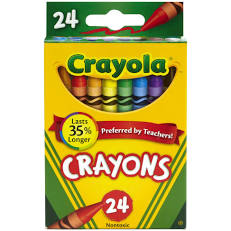 24
Crayola
Lasts
35%
Longer
Preferred by Teachers!
CRAYONS
24
Nontoxic